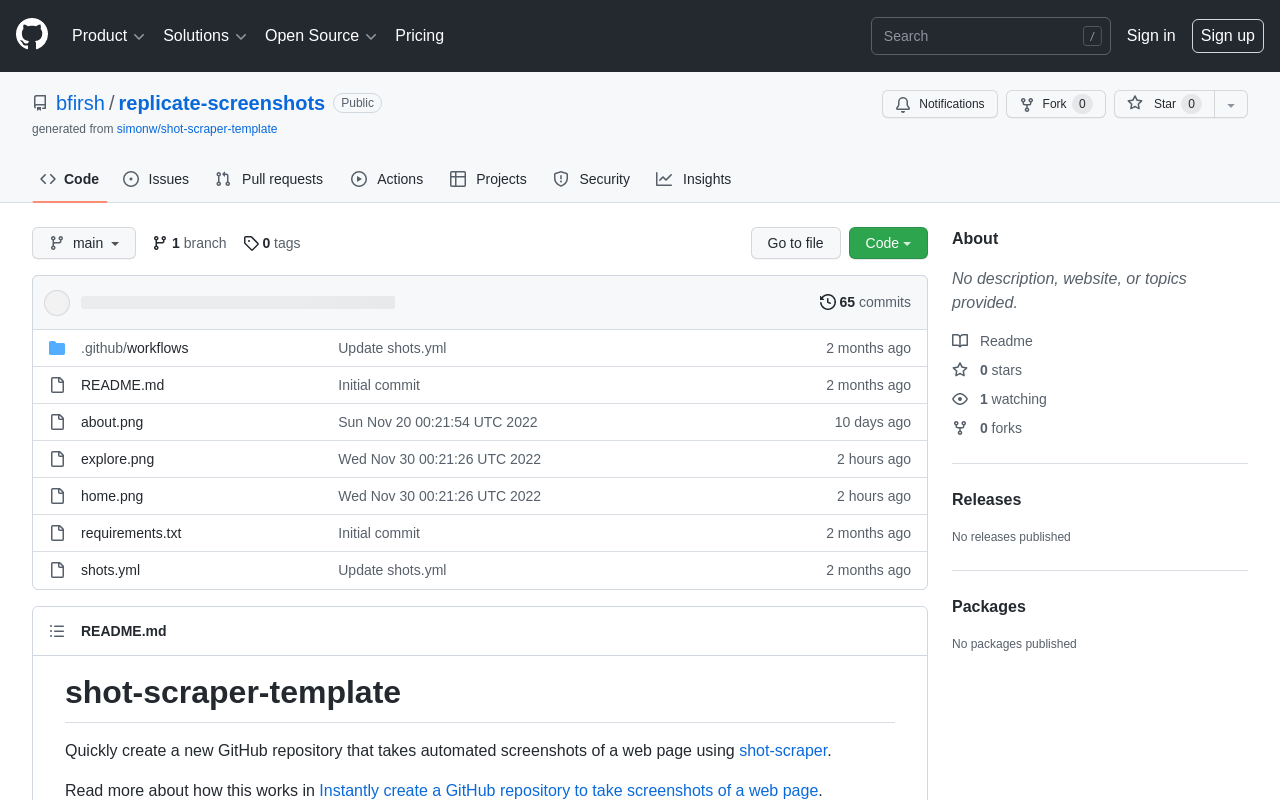 Product Solutions Open Source Pricing Search / Sign in Sign up
bfirsh / replicate-screenshots Public Notifications Fork 0 Star 0
generated from simonw/shot-scraper-template
Code Issues Pull requests Actions Projects Security Insights
main 1 branch 0 tags Go to file Code
65 commits
.github/workflows Update shots.yml 2 months ago
README.md Initial commit 2 months ago
about.png Sun Nov 20 00:21:54 UTC 2022 10 days ago
explore.png Wed Nov 30 00:21:26 UTC 2022 2 hours ago
home.png Wed Nov 30 00:21:26 UTC 2022 2 hours ago
requirements.txt Initial commit 2 months ago
shots.yml Update shots.yml 2 months ago
README.md
shot-scraper-template
Quickly create a new GitHub repository that takes automated screenshots of a web page using shot-scraper.
Read more about how this works in Instantly create a GitHub repository to take screenshots of a web page.
About
No description, website, or topics
provided.
Readme
0 stars
1 watching
0 forks
Releases
No releases published
Packages
No packages published